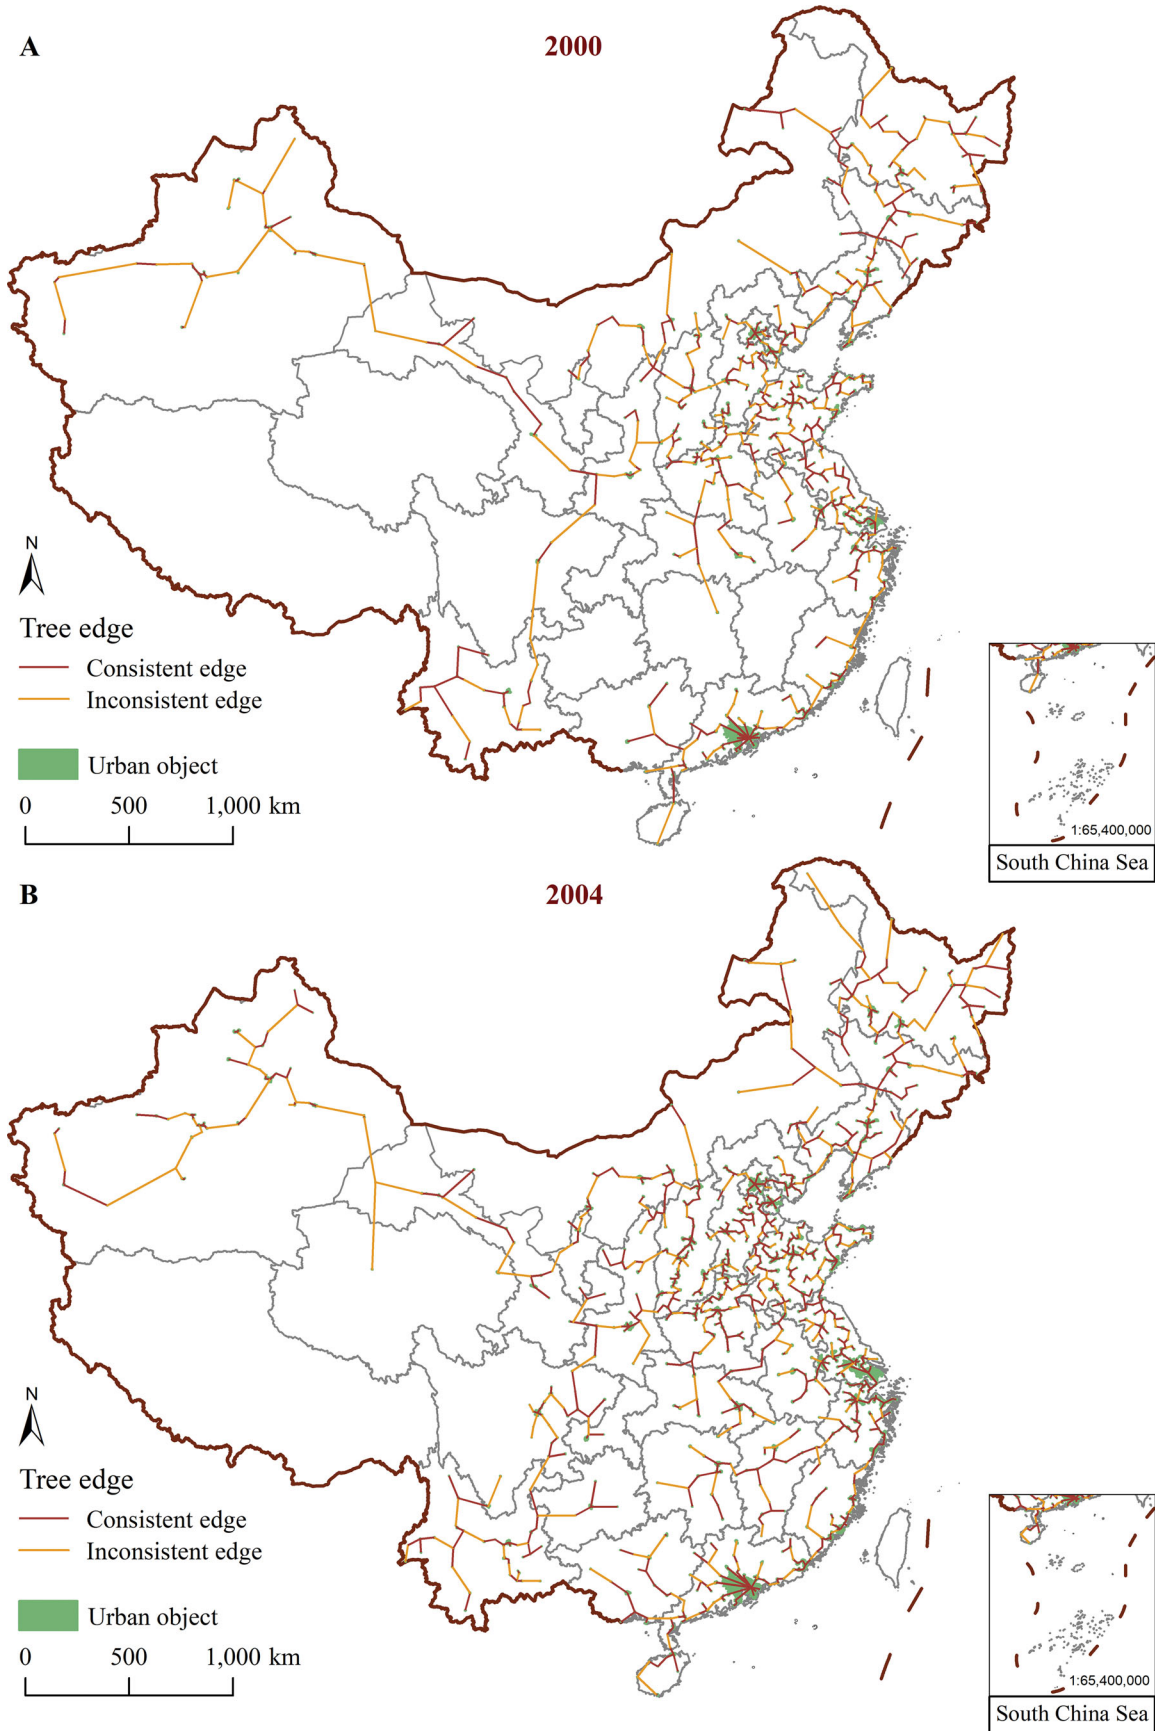 A
2000
N
Tree edge
Consistent edge
Inconsistent edge
Urban object
0 500 1,000 km
1:65,400,000
South China Sea
B
2004
N
Tree edge
Consistent edge
Inconsistent edge
Urban object
0 500 1,000 km
1:65,400,000
South China Sea